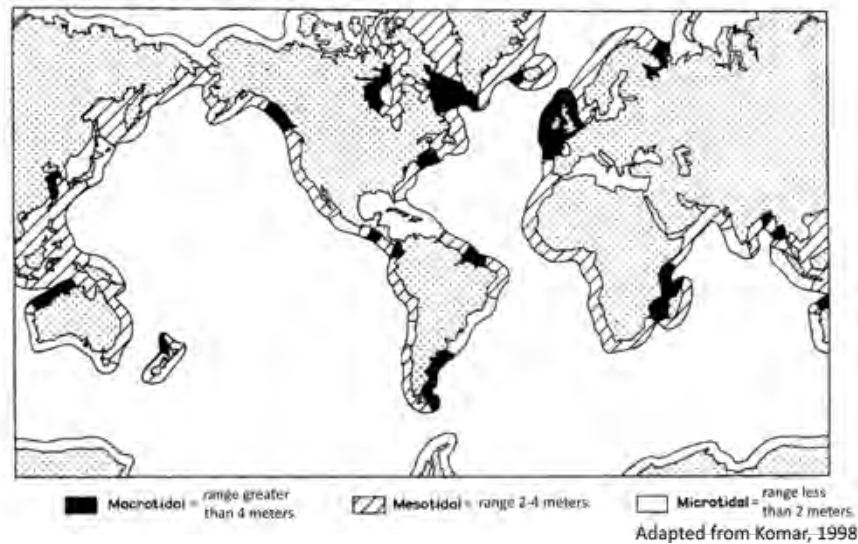 Macrotidal = range greater than 4 meters.
Mesotidal = range 2-4 meters.
Microtidal = range less than 2 meters.
Adapted from Komar, 1998